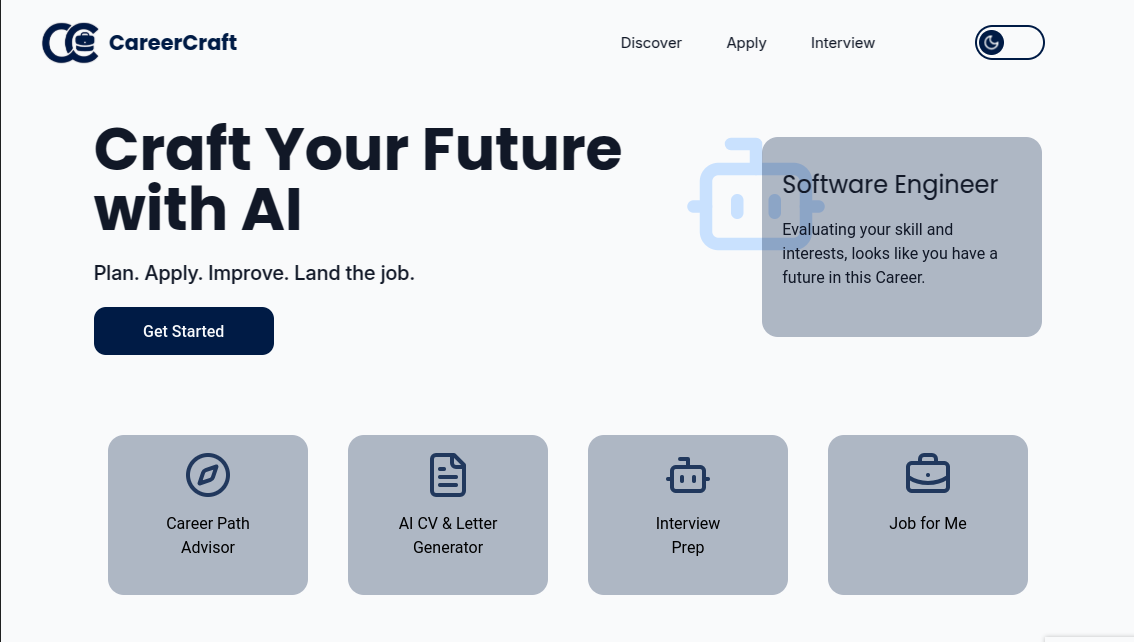 CareerCraft
Discover
Apply
Interview
Craft Your Future
with AI
Plan. Apply. Improve. Land the job.
Get Started
Software Engineer
Evaluating your skill and
interests, looks like you have a
future in this Career.
Career Path
Advisor
AI CV & Letter
Generator
Interview
Prep
Job for Me